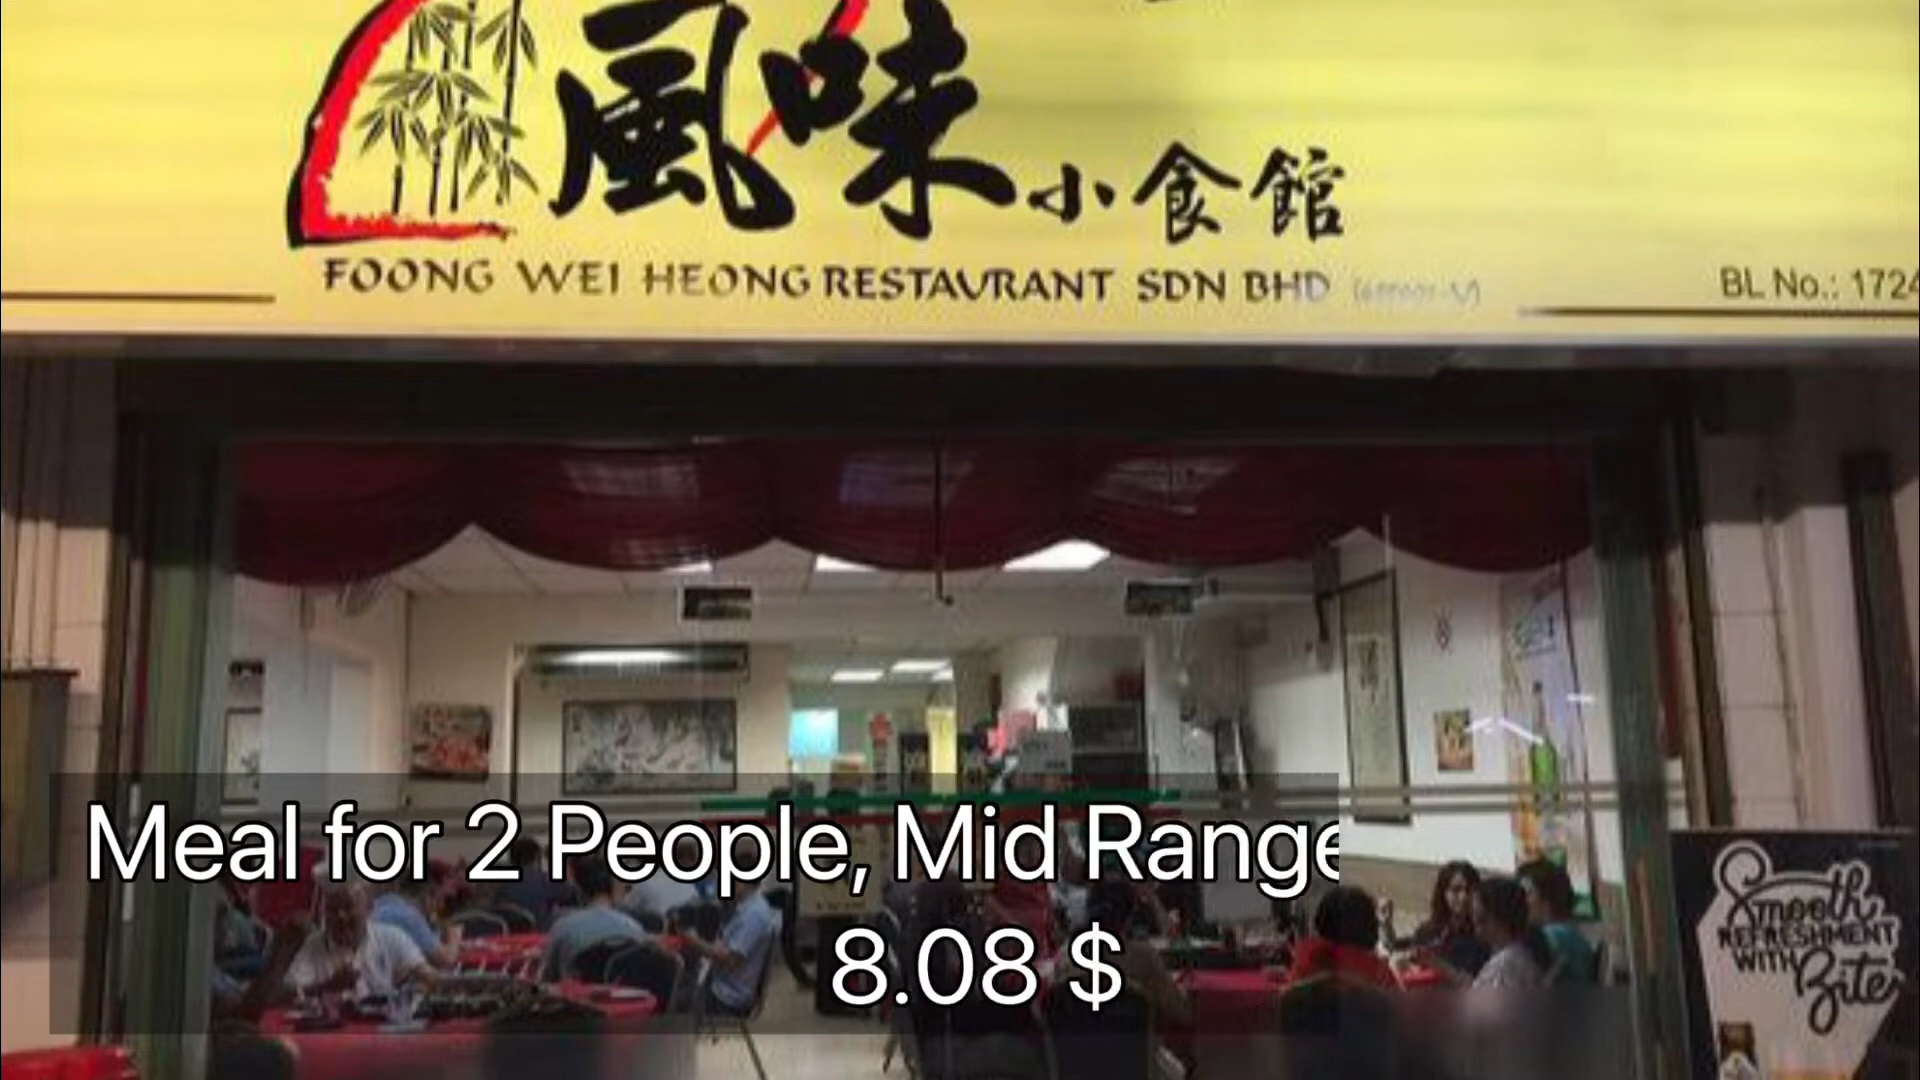 風味小食館
FOONG WEI HEONG RESTAURANT SDN BHD
BL No.: 1724
Meal for 2 People, Mid Range
8.08 $
Smooth
REFRESHMENT
WITH Bite